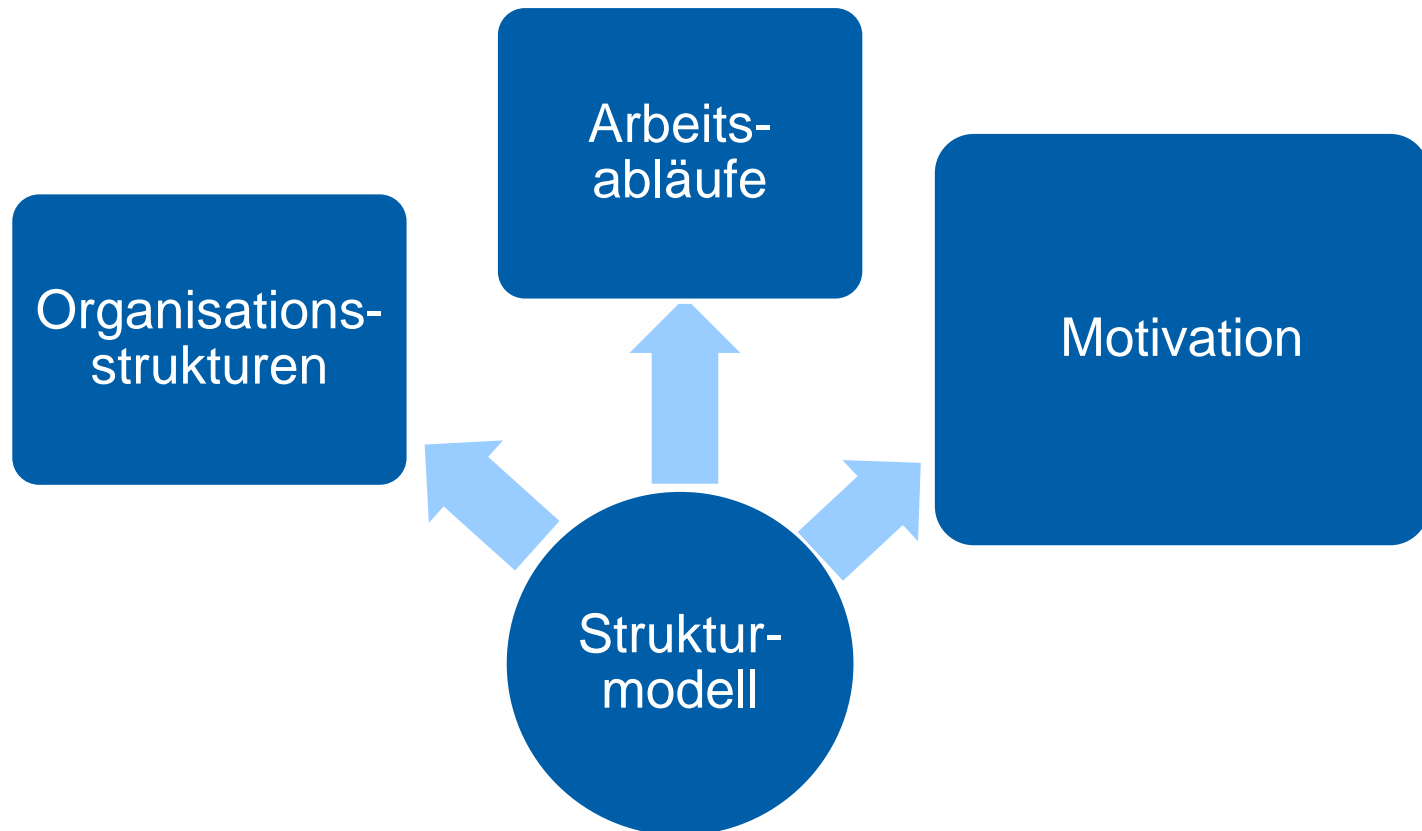 Arbeits-
abläufe
Organisations-
strukturen
Motivation
Struktur-
modell